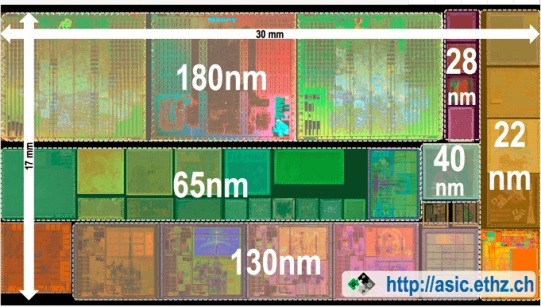 30 mm
17 mm
180nm
28
nm
22
nm
40
nm
65nm
130nm
http://asic.ethz.ch